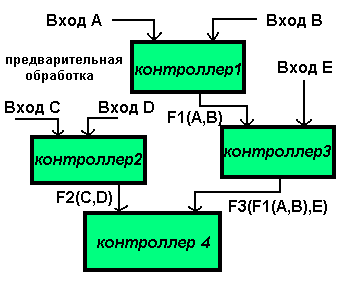 Вход A
Вход B
предварительная
обработка
контроллер1
Вход E
F1(A,B)
Вход C
Вход D
контроллер2
контроллер3
F2(C,D)
F3(F1(A,B),E)
контроллер 4